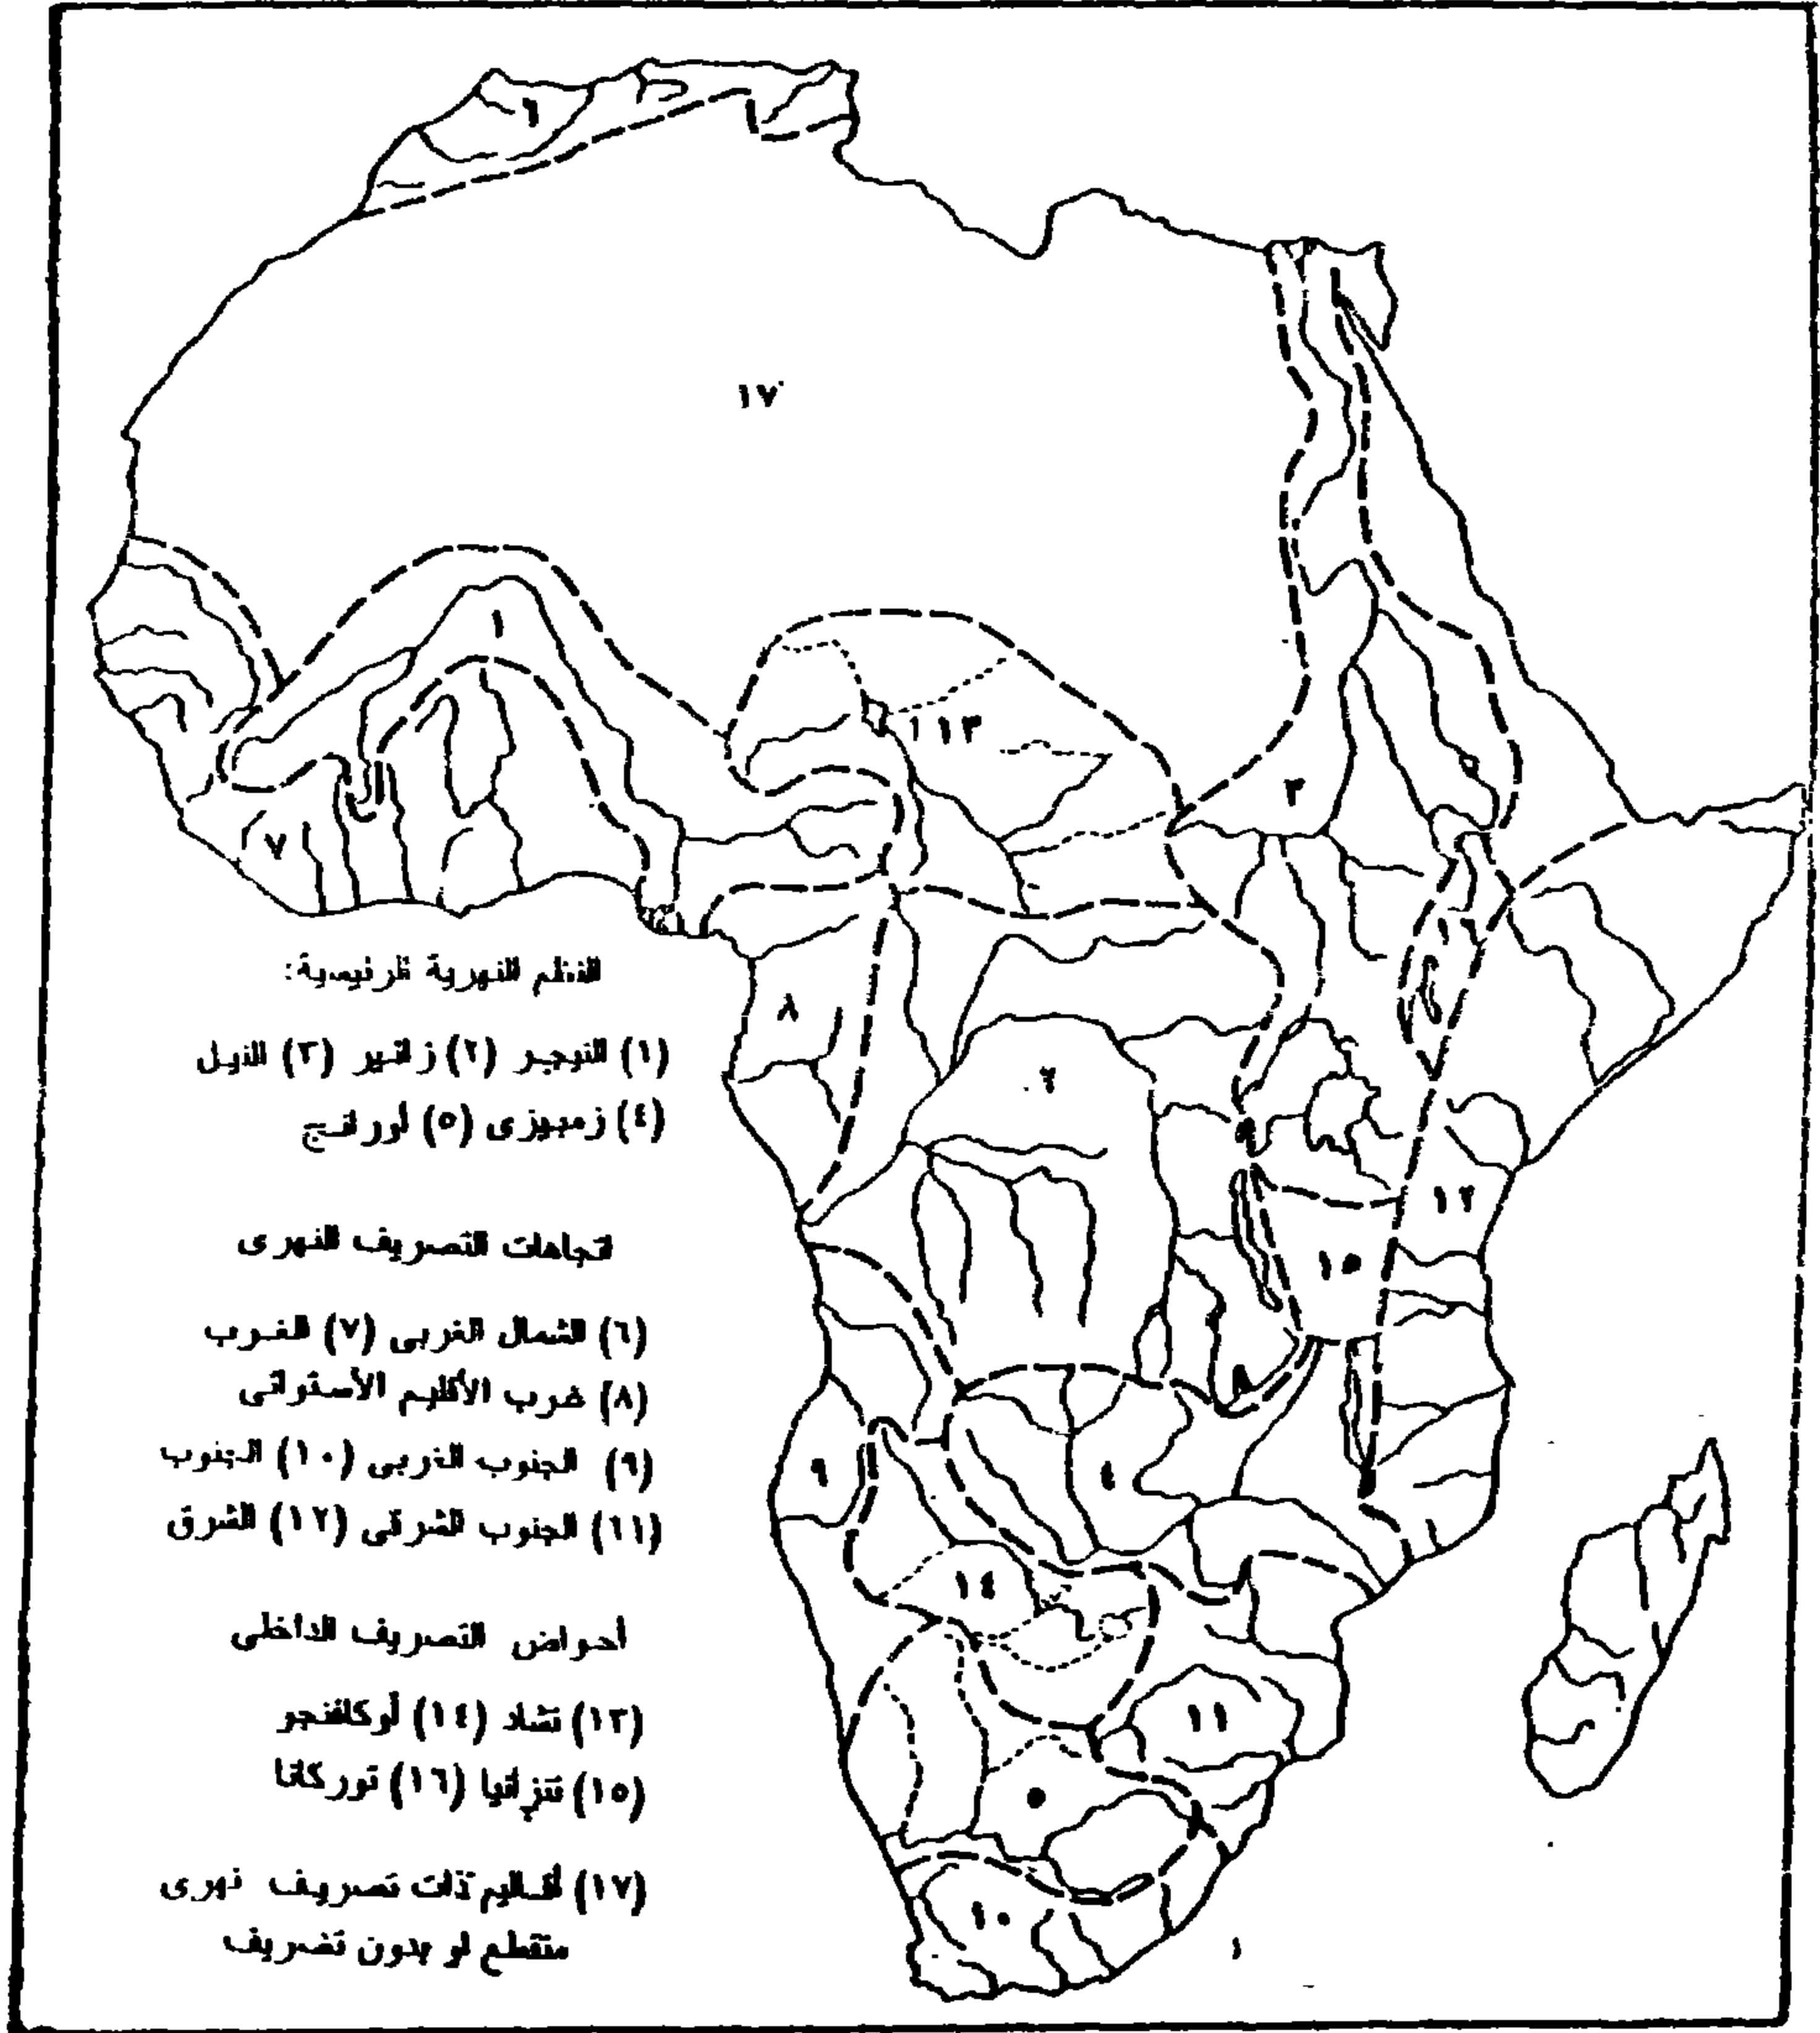 ٦
١٧
١
١٣
٣
٧
٨
٢
١٢
١٥
٩
٤
١٤
١١
٥
١٠
النظم النهرية الرئيسية:
(١) النيجر (٢) زائير (٣) النيل
(٤) زمبيزى (٥) أورانج
اتجاهات التصريف النهرى
(٦) الشمال الغربى (٧) الغرب
(٨) غرب الأقليم الأستوائى
(٩) الجنوب الغربى (١٠) الجنوب
(١١) الجنوب الشرقى (١٢) الشرق
احواض التصريف الداخلى
(١٣) تشاد (١٤) أوكافنجو
(١٥) تنزانيا (١٦) توركانا
(١٧) أقاليم ذات تصريف نهرى
متقطع او بدون تصريف